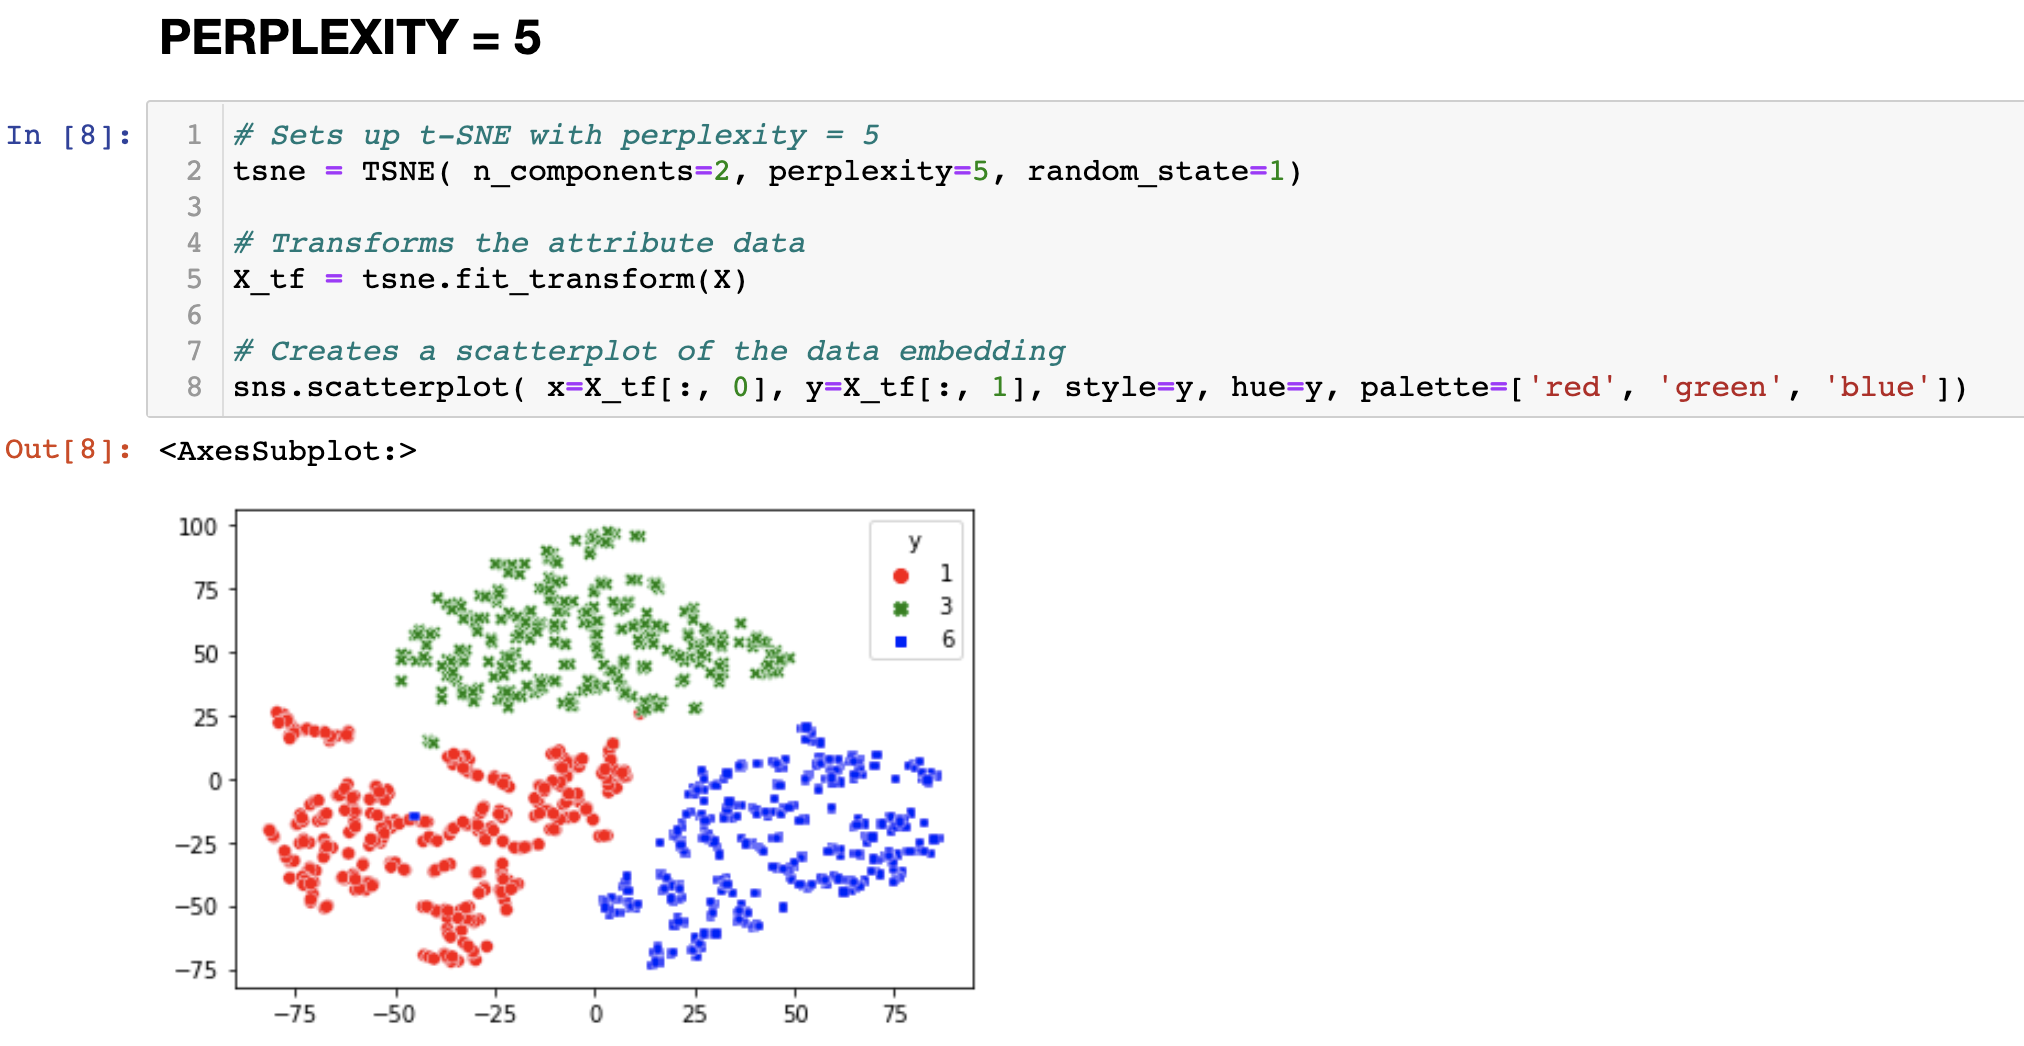 PERPLEXITY = 5
In [8]:
1 # Sets up t-SNE with perplexity = 5
2 tsne = TSNE( n_components=2, perplexity=5, random_state=1)
3
4 # Transforms the attribute data
5 X_tf = tsne.fit_transform(X)
6
7 # Creates a scatterplot of the data embedding
8 sns.scatterplot( x=X_tf[:, 0], y=X_tf[:, 1], style=y, hue=y, palette=['red', 'green', 'blue'])
Out[8]: <AxesSubplot:>
100
75
50
25
0
−25
−50
−75
y
1
3
6
−75 −50 −25 0 25 50 75